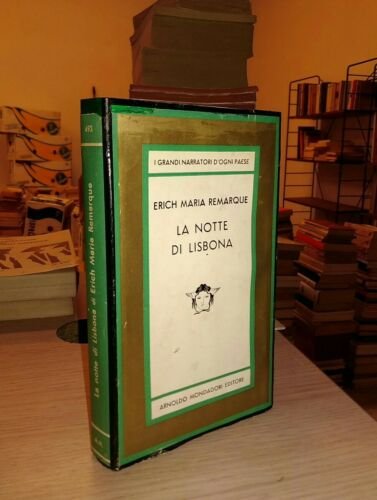 I GRANDI NARRATORI D'OGNI PAESE
ERICH MARIA REMARQUE
LA NOTTE
DI LISBONA
ARNOLDO MONDADORI EDITORE
493
La notte di Lisbona di Erich Maria Remarque